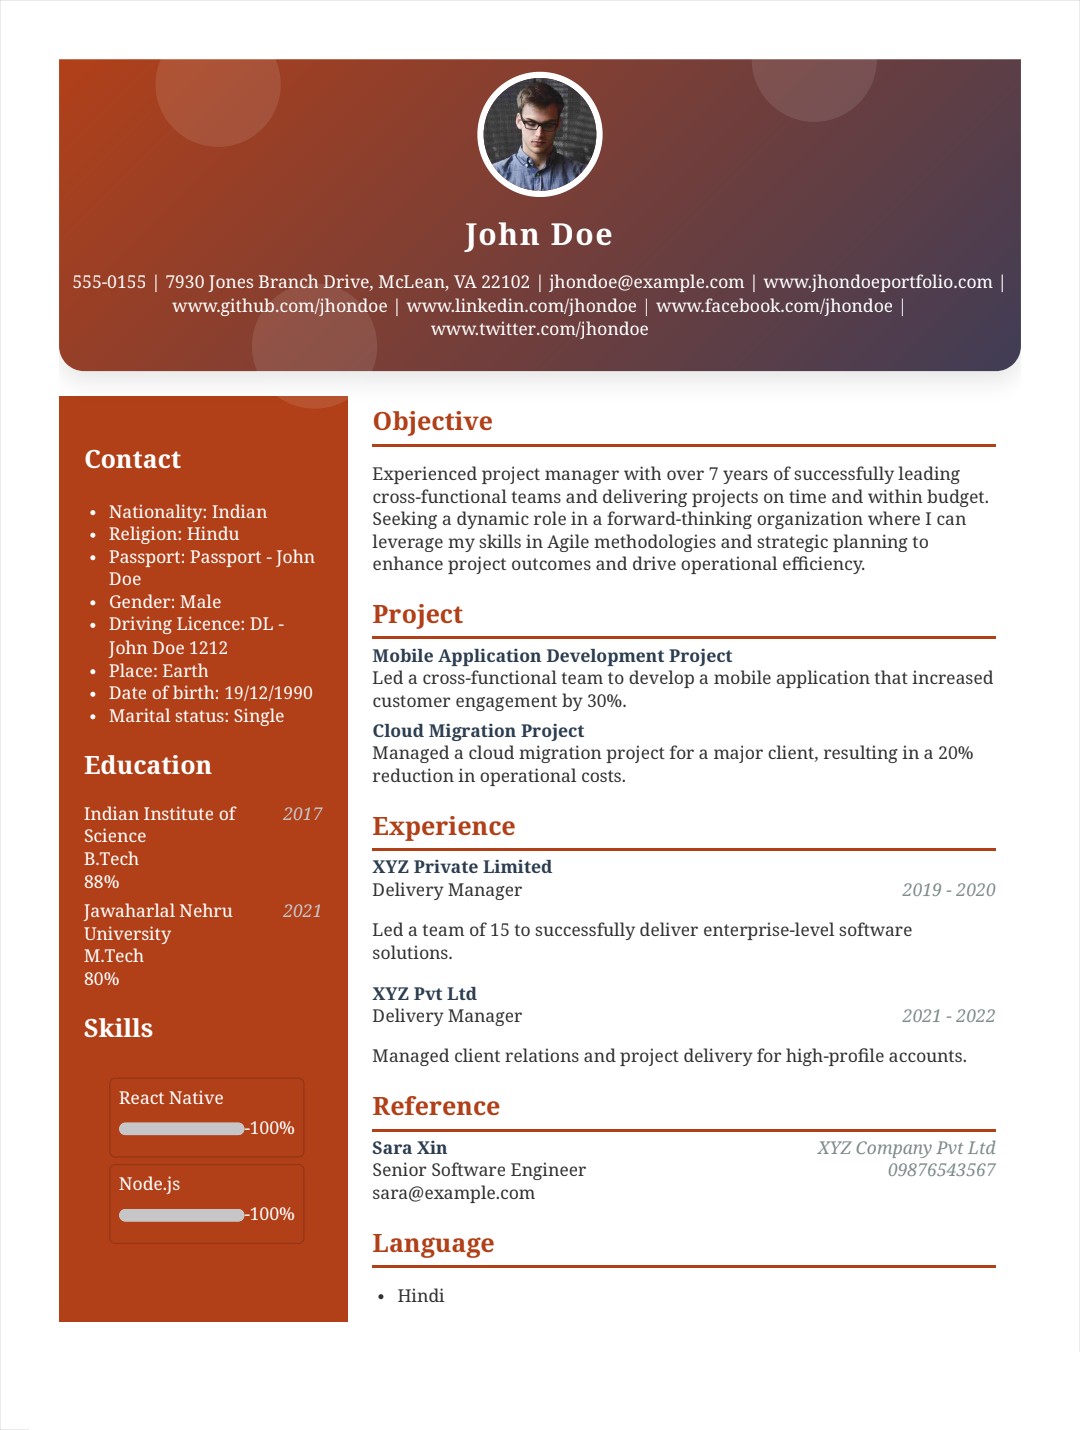 John Doe
555-0155 | 7930 Jones Branch Drive, McLean, VA 22102 | jhondoe@example.com | www.jhondoeportfolio.com |
www.github.com/jhondoe | www.linkedin.com/jhondoe | www.facebook.com/jhondoe |
www.twitter.com/jhondoe
Contact
• Nationality: Indian
• Religion: Hindu
• Passport: Passport - John
Doe
• Gender: Male
• Driving Licence: DL -
John Doe 1212
• Place: Earth
• Date of birth: 19/12/1990
• Marital status: Single
Education
Indian Institute of 2017
Science
B.Tech
88%
Jawaharlal Nehru 2021
University
M.Tech
80%
Skills
React Native
-100%
Node.js
-100%
Objective
Experienced project manager with over 7 years of successfully leading
cross-functional teams and delivering projects on time and within budget.
Seeking a dynamic role in a forward-thinking organization where I can
leverage my skills in Agile methodologies and strategic planning to
enhance project outcomes and drive operational efficiency.
Project
Mobile Application Development Project
Led a cross-functional team to develop a mobile application that increased
customer engagement by 30%.
Cloud Migration Project
Managed a cloud migration project for a major client, resulting in a 20%
reduction in operational costs.
Experience
XYZ Private Limited
Delivery Manager 2019 - 2020
Led a team of 15 to successfully deliver enterprise-level software
solutions.
XYZ Pvt Ltd
Delivery Manager 2021 - 2022
Managed client relations and project delivery for high-profile accounts.
Reference
Sara Xin XYZ Company Pvt Ltd
Senior Software Engineer 09876543567
sara@example.com
Language
• Hindi